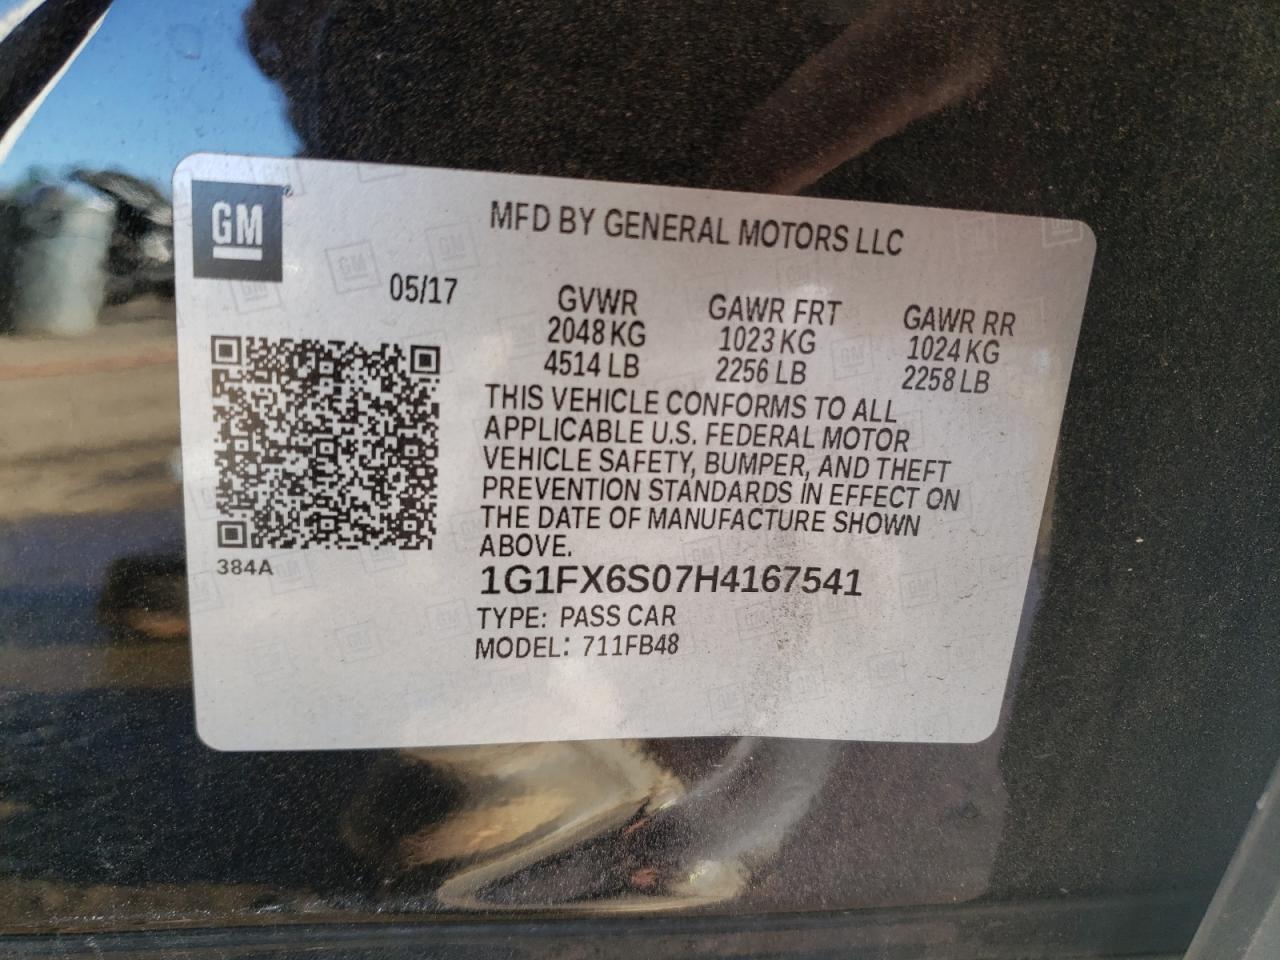 GM
MFD BY GENERAL MOTORS LLC
05/17
GVWR
2048 KG
4514 LB
GAWR FRT
1023 KG
2256 LB
GAWR RR
1024 KG
2258 LB
THIS VEHICLE CONFORMS TO ALL
APPLICABLE U.S. FEDERAL MOTOR
VEHICLE SAFETY, BUMPER, AND THEFT
PREVENTION STANDARDS IN EFFECT ON
THE DATE OF MANUFACTURE SHOWN
ABOVE.
384A
1G1FX6S07H4167541
TYPE: PASS CAR
MODEL: 711FB48